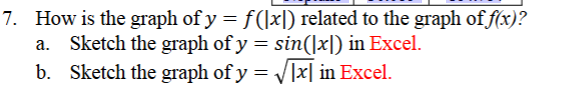 7. How is the graph of y = f(|x|) related to the graph of f(x)?
a. Sketch the graph of y = sin(|x|) in Excel.
b. Sketch the graph of y = √|x| in Excel.